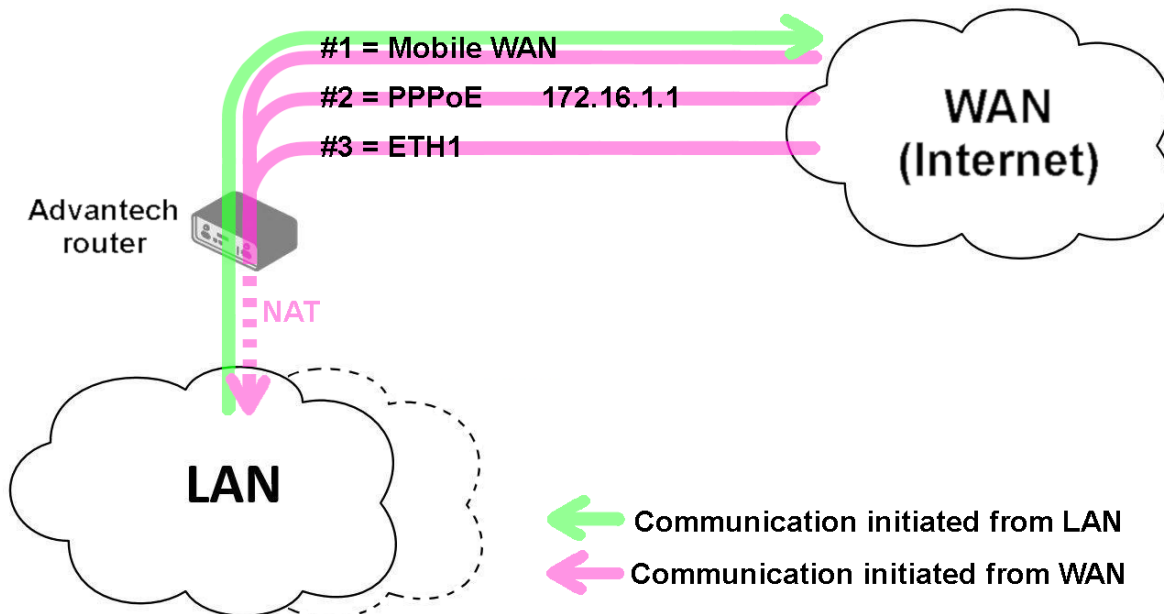 #1 = Mobile WAN
#2 = PPPoE 172.16.1.1
#3 = ETH1
WAN
(Internet)
Advantech
router
NAT
LAN
Communication initiated from LAN
Communication initiated from WAN